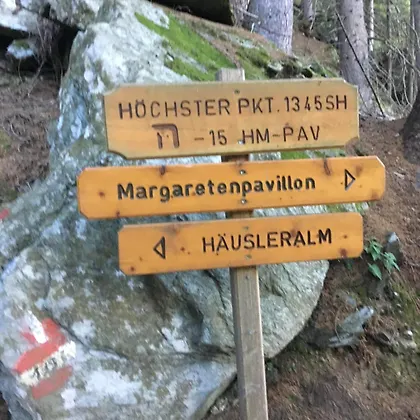 HÖCHSTER PKT. 1345SH
-15 HM-PAV
Margaretenpavillon
HÄUSLERALM